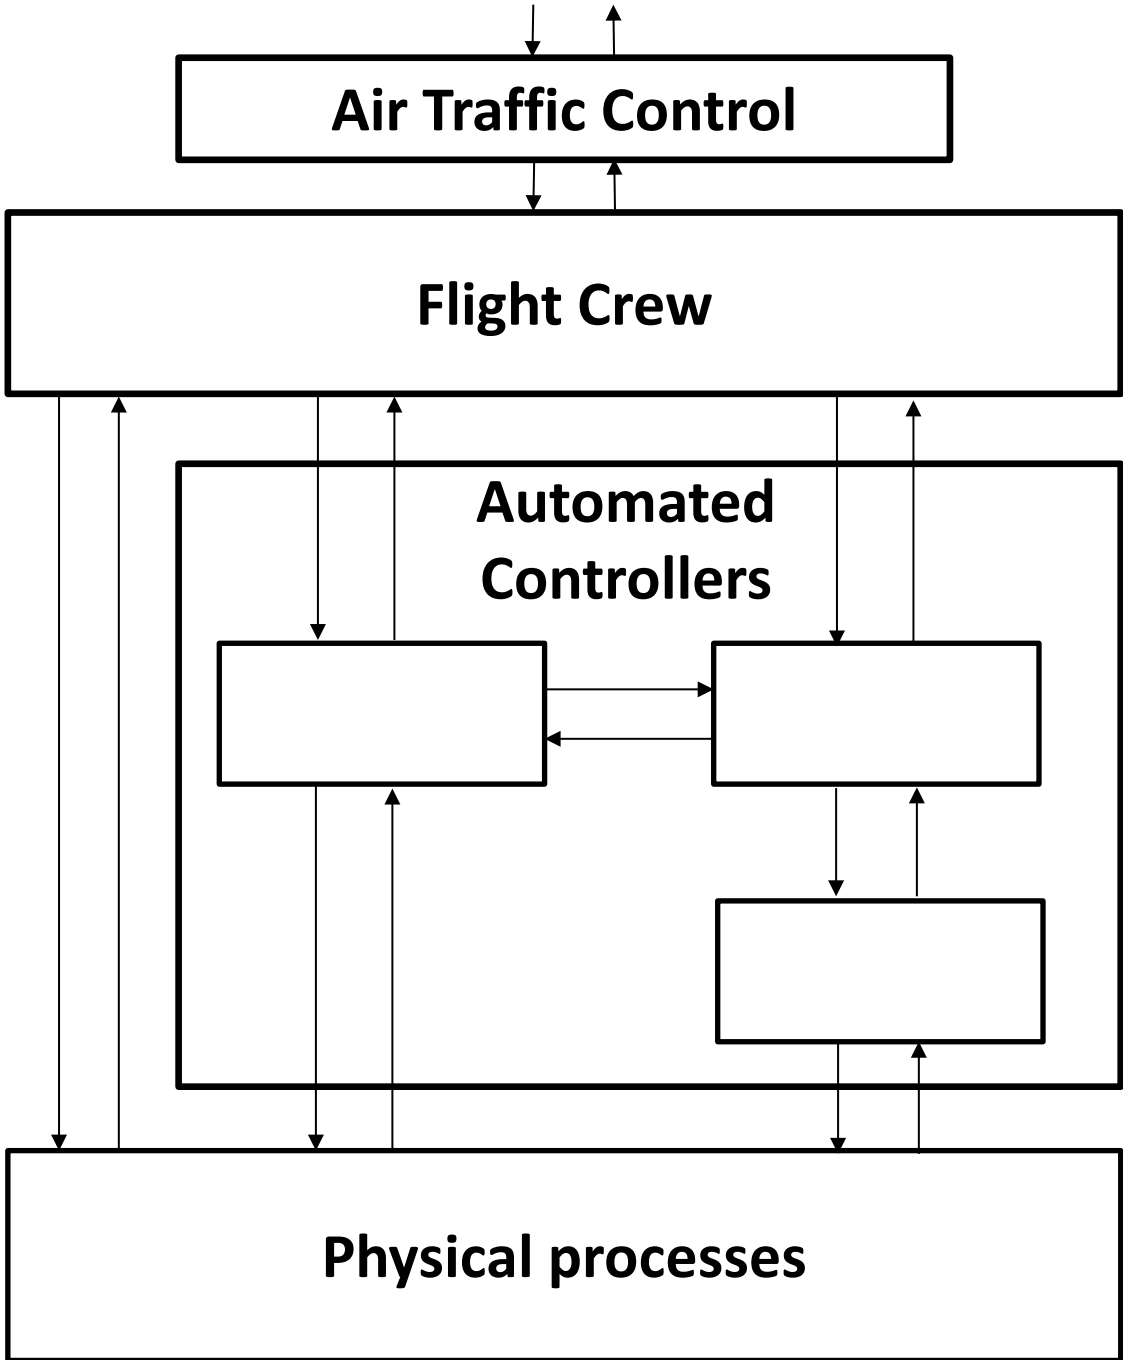 Air Traffic Control
Flight Crew
Automated
Controllers
Physical processes